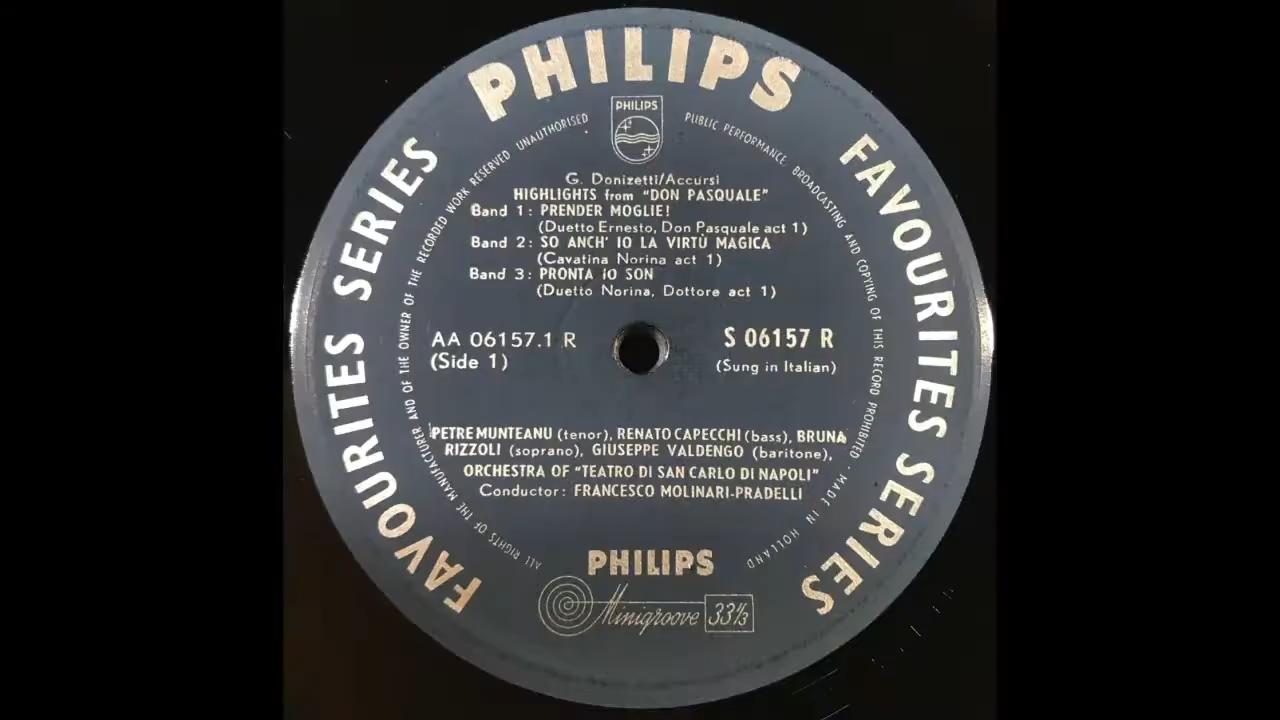 PHILIPS
FAVOURITES SERIES
FAVOURITES SERIES
ALL RIGHTS OF THE MANUFACTURER AND OF THE OWNER OF THE RECORDED WORK RESERVED UNAUTHORISED PUBLIC PERFORMANCE BROADCASTING AND COPYING OF THIS RECORD PROHIBITED · MADE IN HOLLAND
PHILIPS
G. Donizetti/Accursi
HIGHLIGHTS from "DON PASQUALE"
Band 1: PRENDER MOGLIE!
(Duetto Ernesto, Don Pasquale act 1)
Band 2: SO ANCH' IO LA VIRTÙ MAGICA
(Cavatina Norina act 1)
Band 3: PRONTA IO SON
(Duetto Norina, Dottore act 1)
AA 06157.1 R
(Side 1)
S 06157 R
(Sung in Italian)
PETRE MUNTEANU (tenor), RENATO CAPECCHI (bass), BRUNA
RIZZOLI (soprano), GIUSEPPE VALDENGO (baritone),
ORCHESTRA OF "TEATRO DI SAN CARLO DI NAPOLI"
Conductor: FRANCESCO MOLINARI-PRADELLI
PHILIPS
Minigroove 33⅓